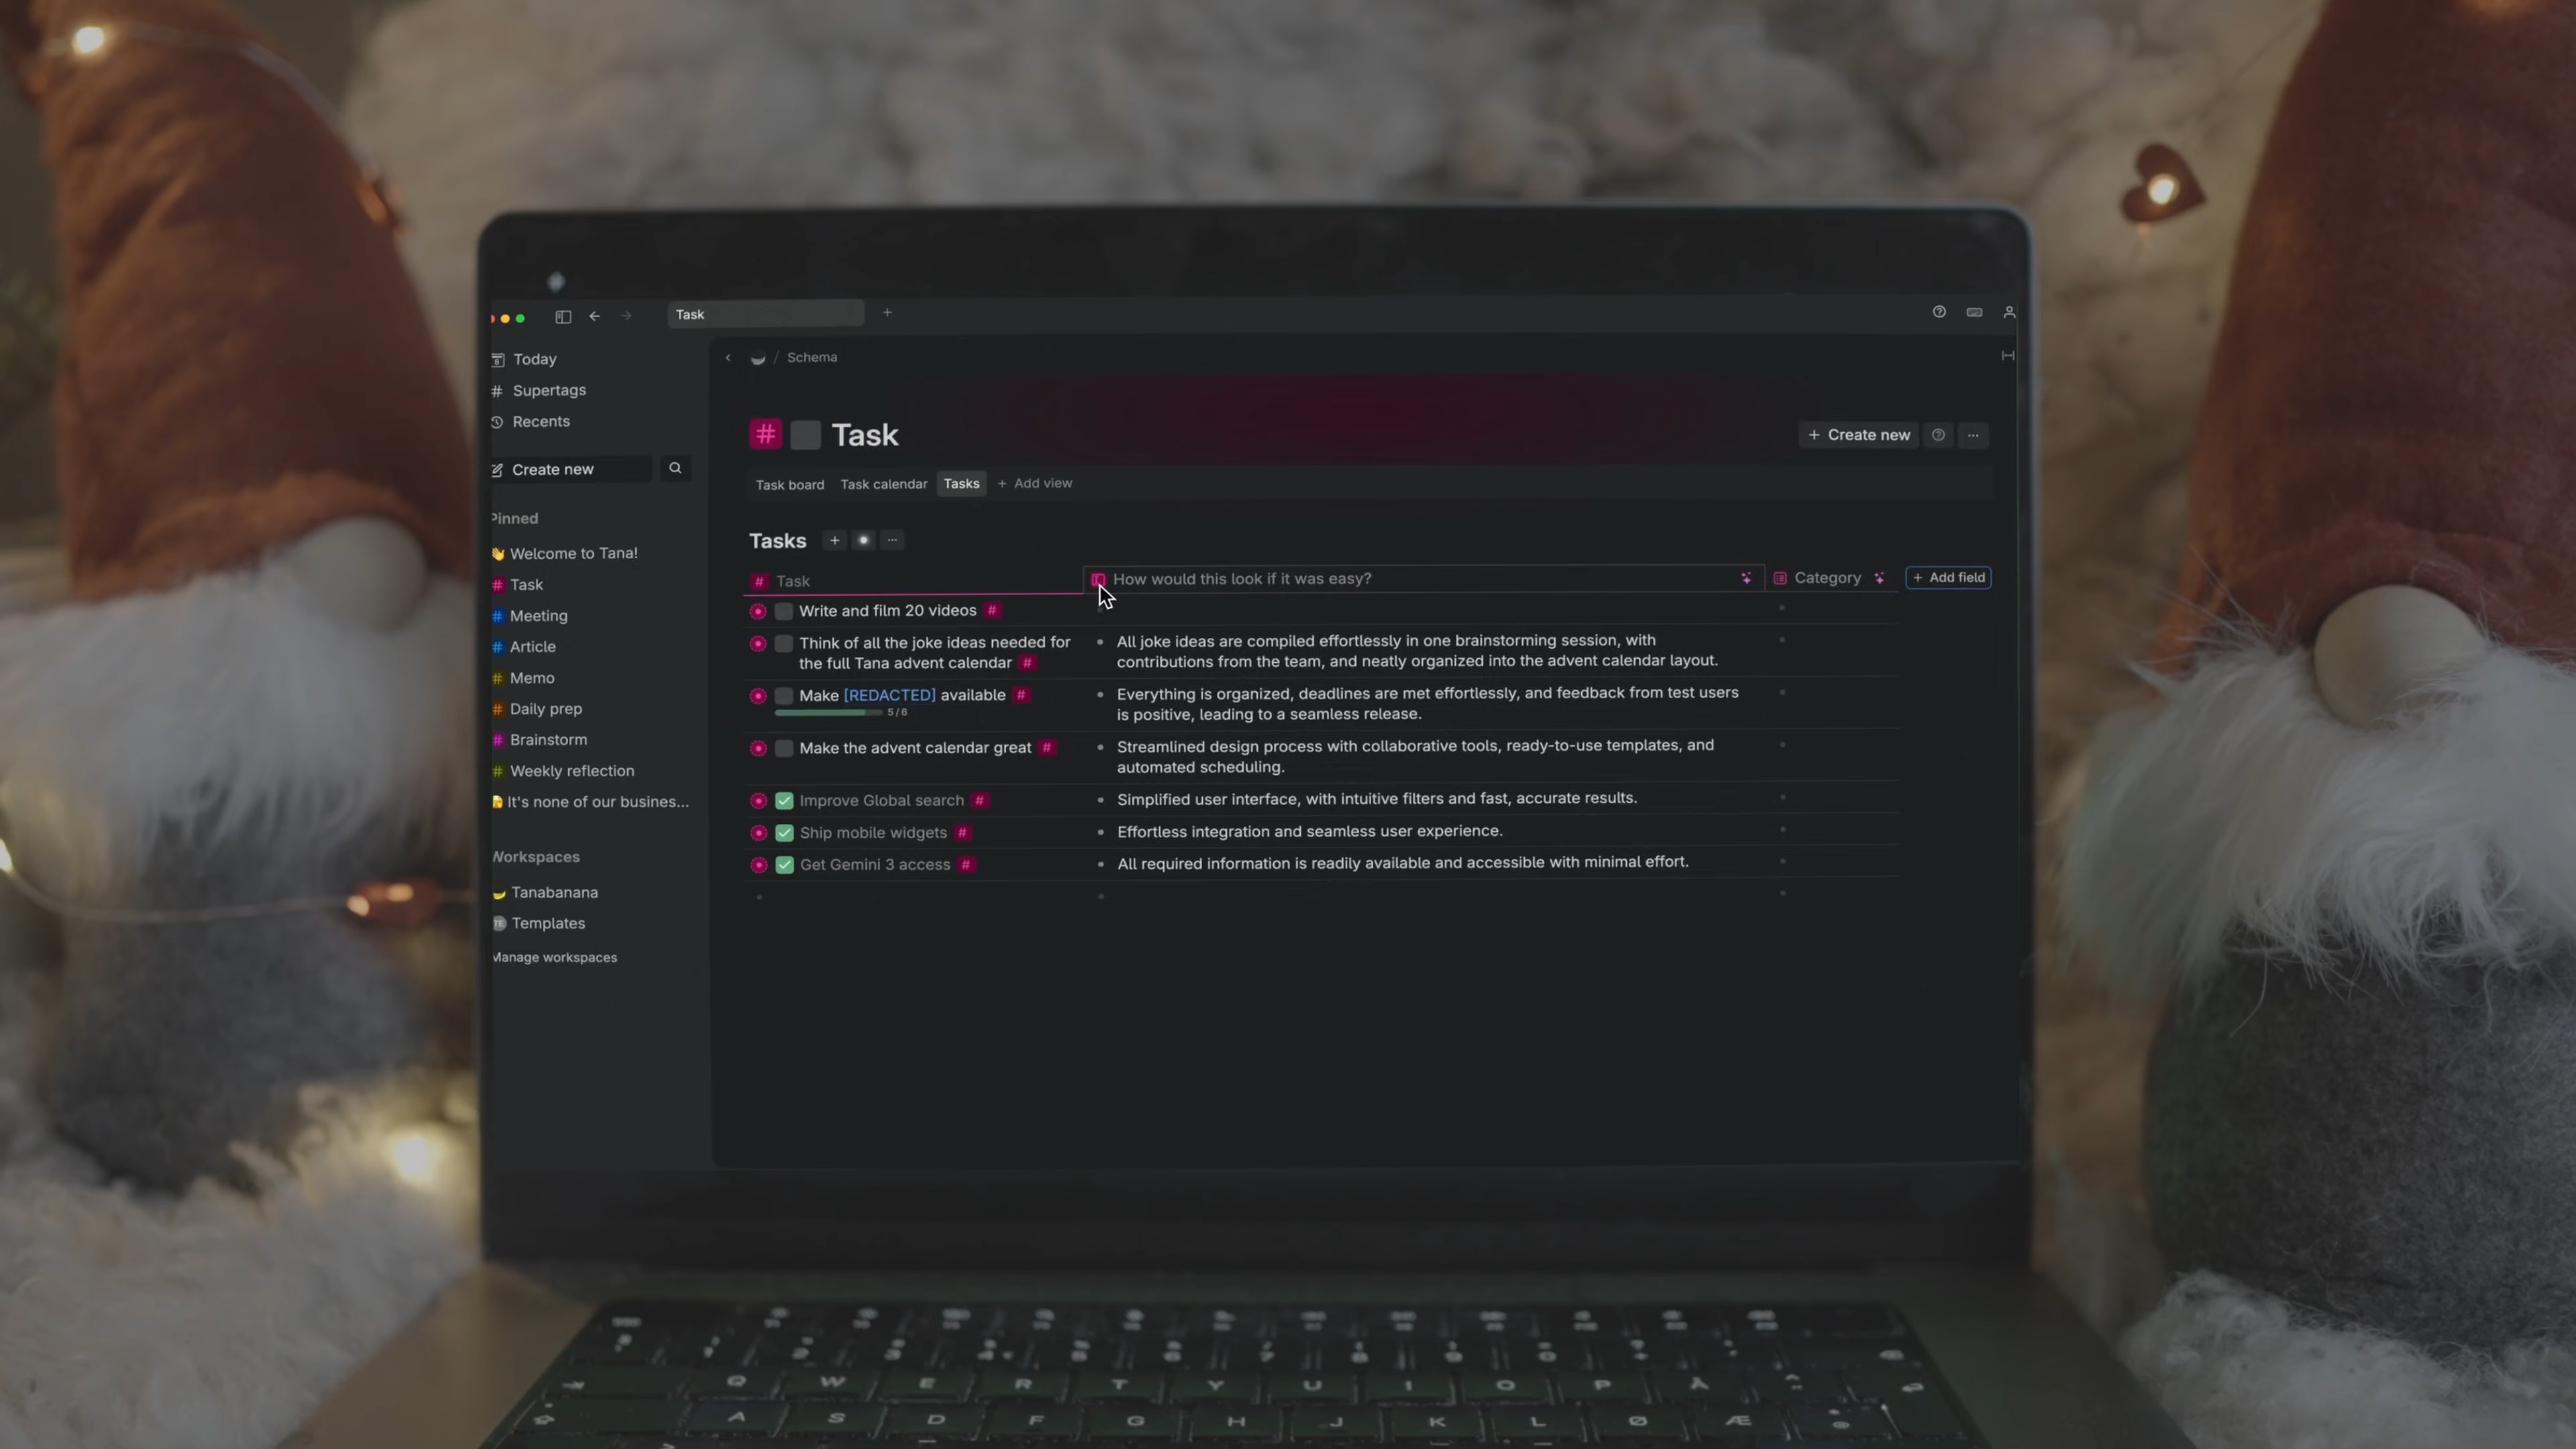 Task
Today
Supertags
Recents
Create new
Pinned
Welcome to Tana!
Task
Meeting
Article
Memo
Daily prep
Brainstorm
Weekly reflection
It's none of our busines...
Workspaces
Tanabanana
Templates
Manage workspaces
/ Schema
# Task
+ Create new
...
Task board Task calendar Tasks + Add view
Tasks + ...
# Task
How would this look if it was easy?
Category
+ Add field
Write and film 20 videos #
Think of all the joke ideas needed for
the full Tana advent calendar #
All joke ideas are compiled effortlessly in one brainstorming session, with
contributions from the team, and neatly organized into the advent calendar layout.
Make [REDACTED] available #
5/6
Everything is organized, deadlines are met effortlessly, and feedback from test users
is positive, leading to a seamless release.
Make the advent calendar great #
Streamlined design process with collaborative tools, ready-to-use templates, and
automated scheduling.
Improve Global search #
Simplified user interface, with intuitive filters and fast, accurate results.
Ship mobile widgets #
Effortless integration and seamless user experience.
Get Gemini 3 access #
All required information is readily available and accessible with minimal effort.
Q W E R T Y U I O P Å
A S D F G H J K L Ø Æ